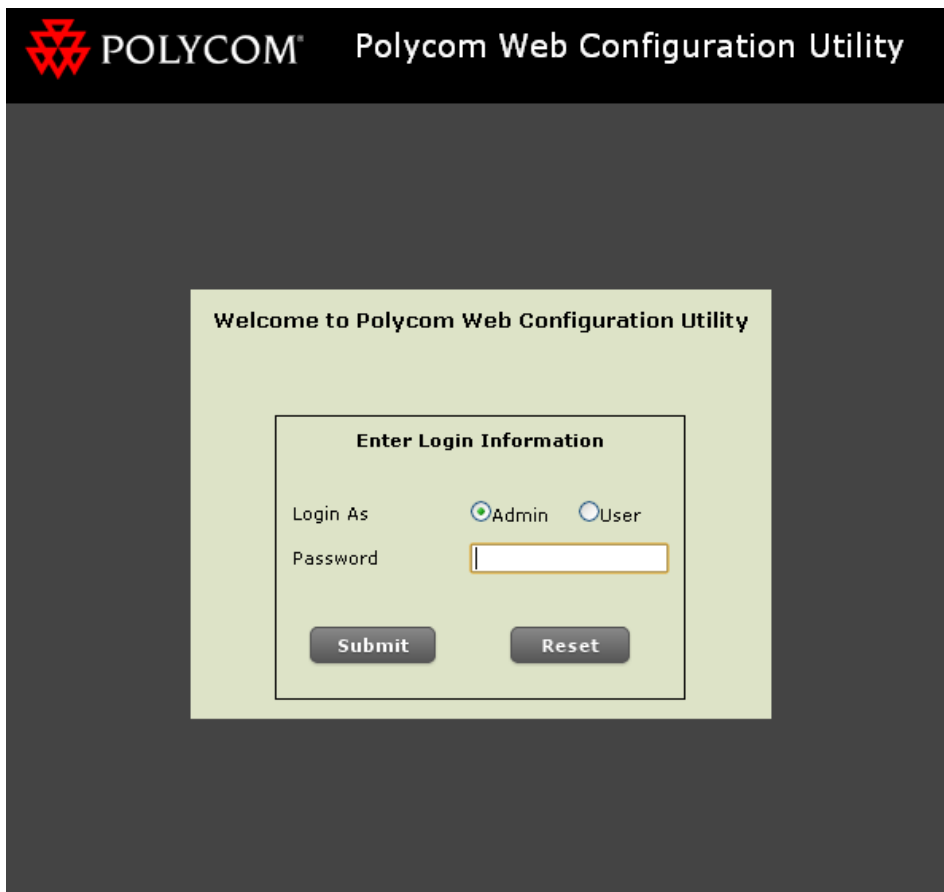 POLYCOM® Polycom Web Configuration Utility
Welcome to Polycom Web Configuration Utility
Enter Login Information
Login As Admin User
Password
Submit Reset